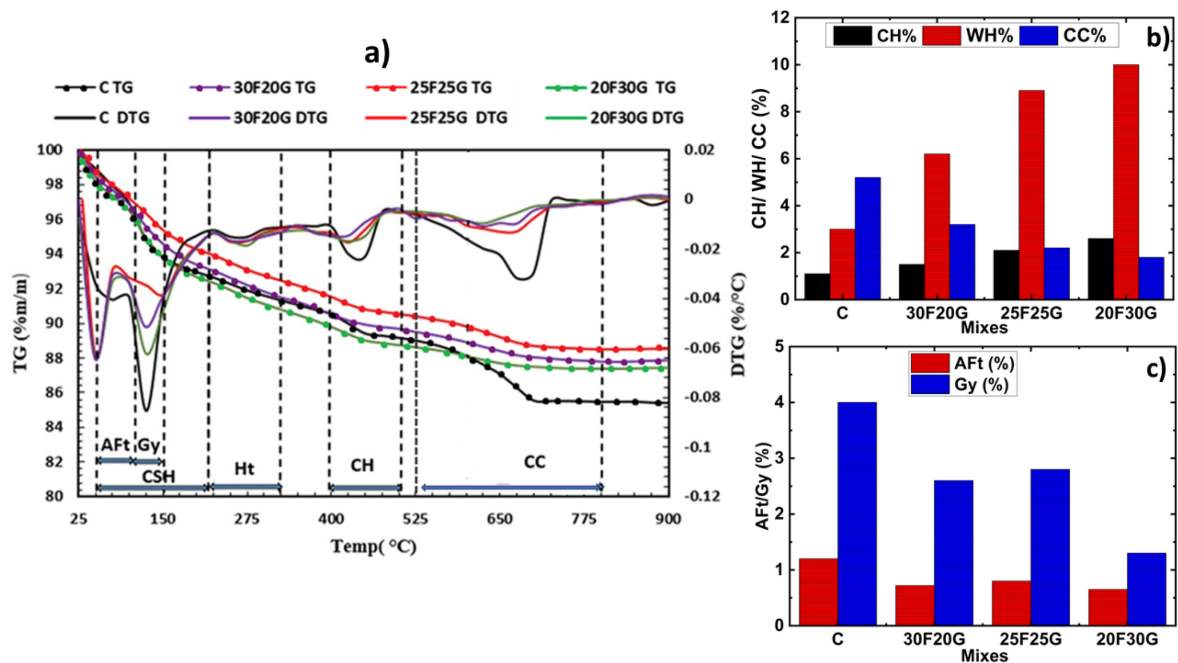 a)
C TG 30F20G TG 25F25G TG 20F30G TG
C DTG 30F20G DTG 25F25G DTG 20F30G DTG
100 0.02
98 0
96 -0.02
94 -0.04
92 -0.06
90 -0.08
88 -0.1
86 -0.12
84
82
80
TG (%m/m)
DTG (%/°C)
AFt Gy
CSH Ht CH CC
25 150 275 400 525 650 775 900
Temp( °C)
b)
CH% WH% CC%
12
10
8
6
4
2
0
CH/ WH/ CC (%)
C 30F20G 25F25G 20F30G
Mixes
c)
AFt (%)
Gy (%)
5
4
3
2
1
0
AFt/Gy (%)
C 30F20G 25F25G 20F30G
Mixes